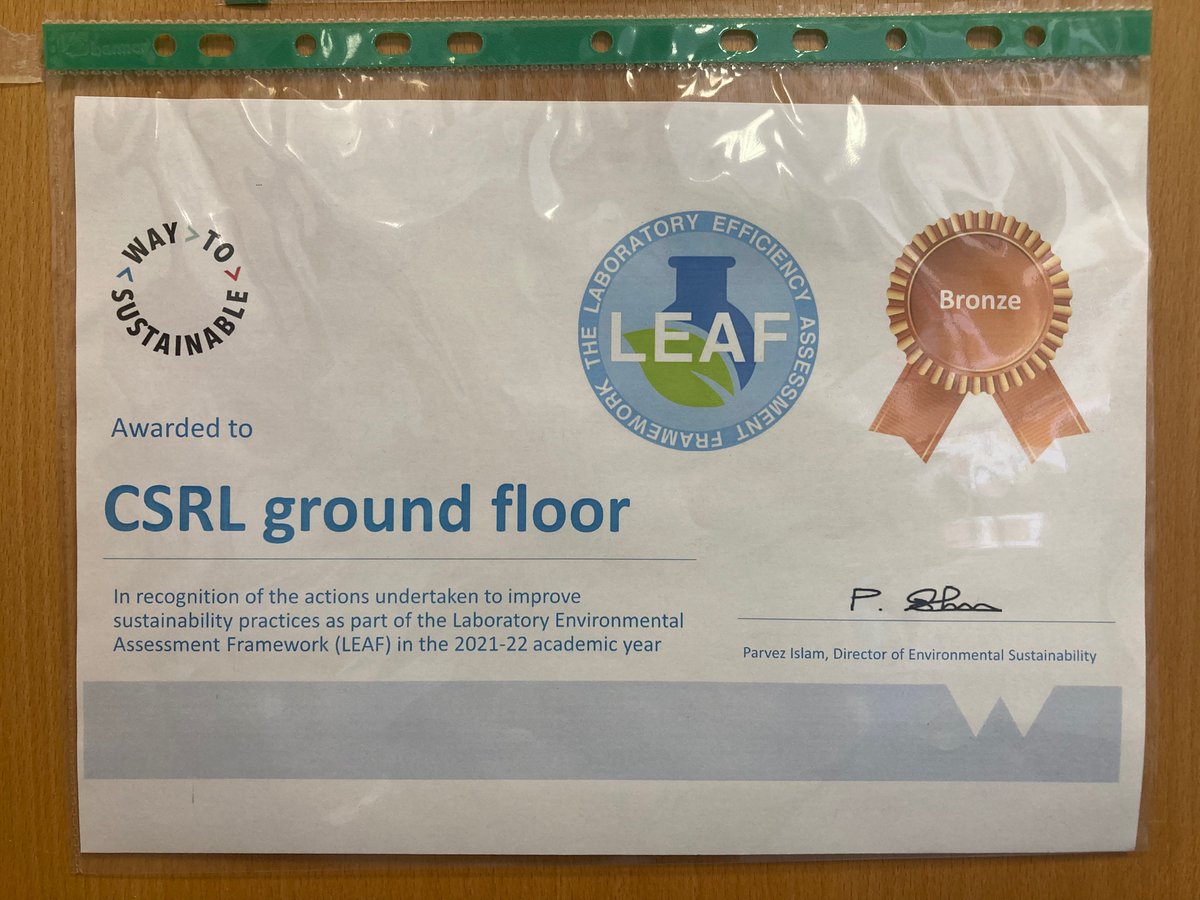 banner
WAY TO SUSTAINABLE
THE LABORATORY EFFICIENCY ASSESSMENT FRAMEWORK
LEAF
Bronze
Awarded to
CSRL ground floor
In recognition of the actions undertaken to improve
sustainability practices as part of the Laboratory Environmental
Assessment Framework (LEAF) in the 2021-22 academic year
P.
Parvez Islam, Director of Environmental Sustainability